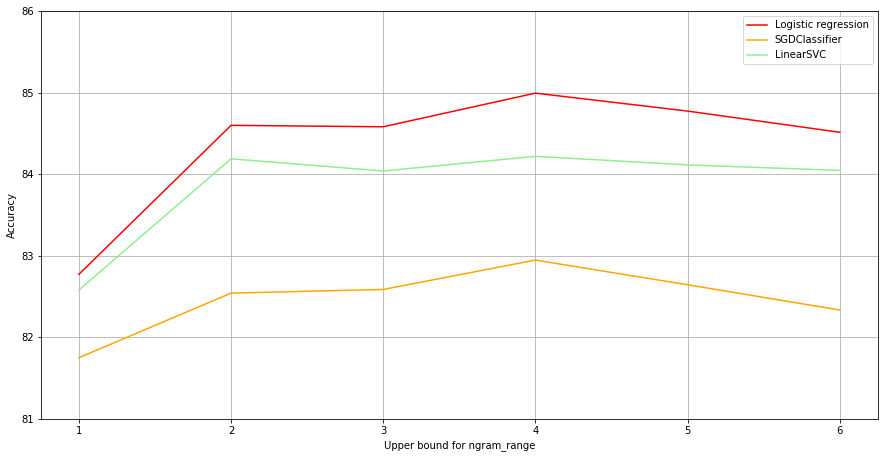 86
85
84
83
82
81
Accuracy
1 2 3 4 5 6
Upper bound for ngram_range
Logistic regression
SGDClassifier
LinearSVC